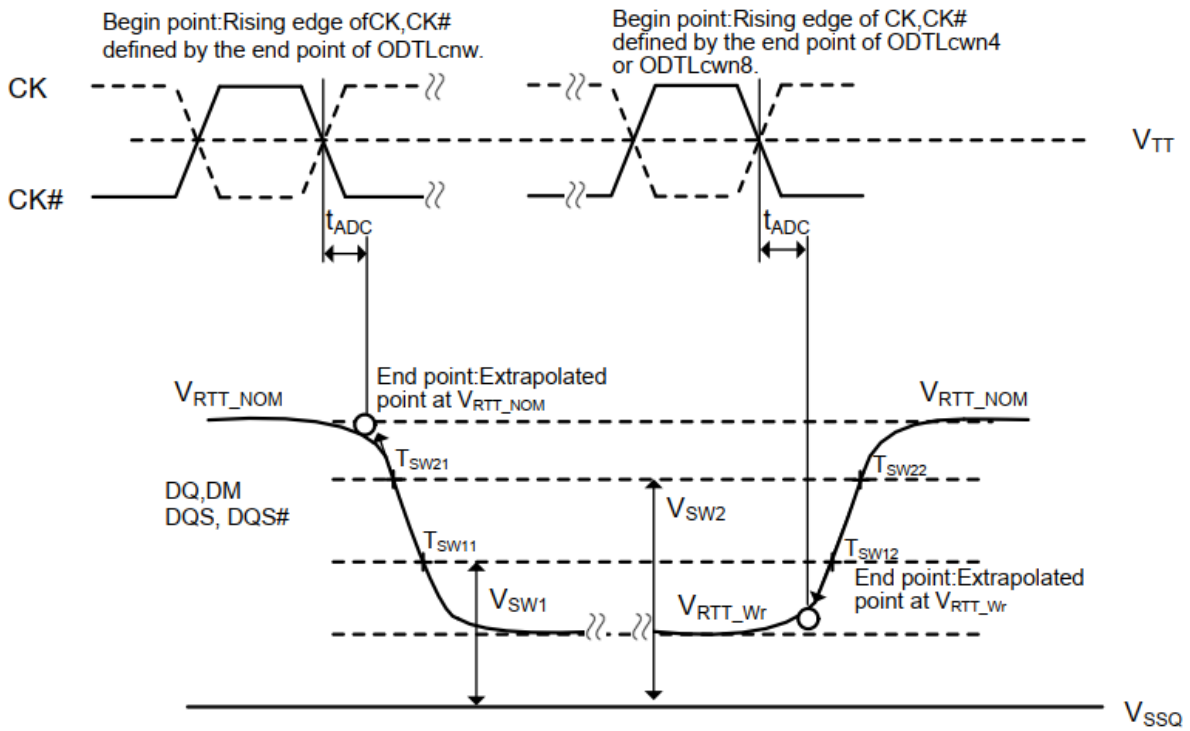 Begin point:Rising edge ofCK,CK#
defined by the end point of ODTLcnw.
Begin point:Rising edge of CK,CK#
defined by the end point of ODTLcwn4
or ODTLcwn8.
CK
VTT
CK#
tADC
tADC
VRTT_NOM
End point:Extrapolated
point at VRTT_NOM
VRTT_NOM
TSW21
TSW22
DQ,DM
DQS, DQS#
VSW2
TSW11
TSW12
VSW1
VRTT_Wr
End point:Extrapolated
point at VRTT_Wr
VSSQ